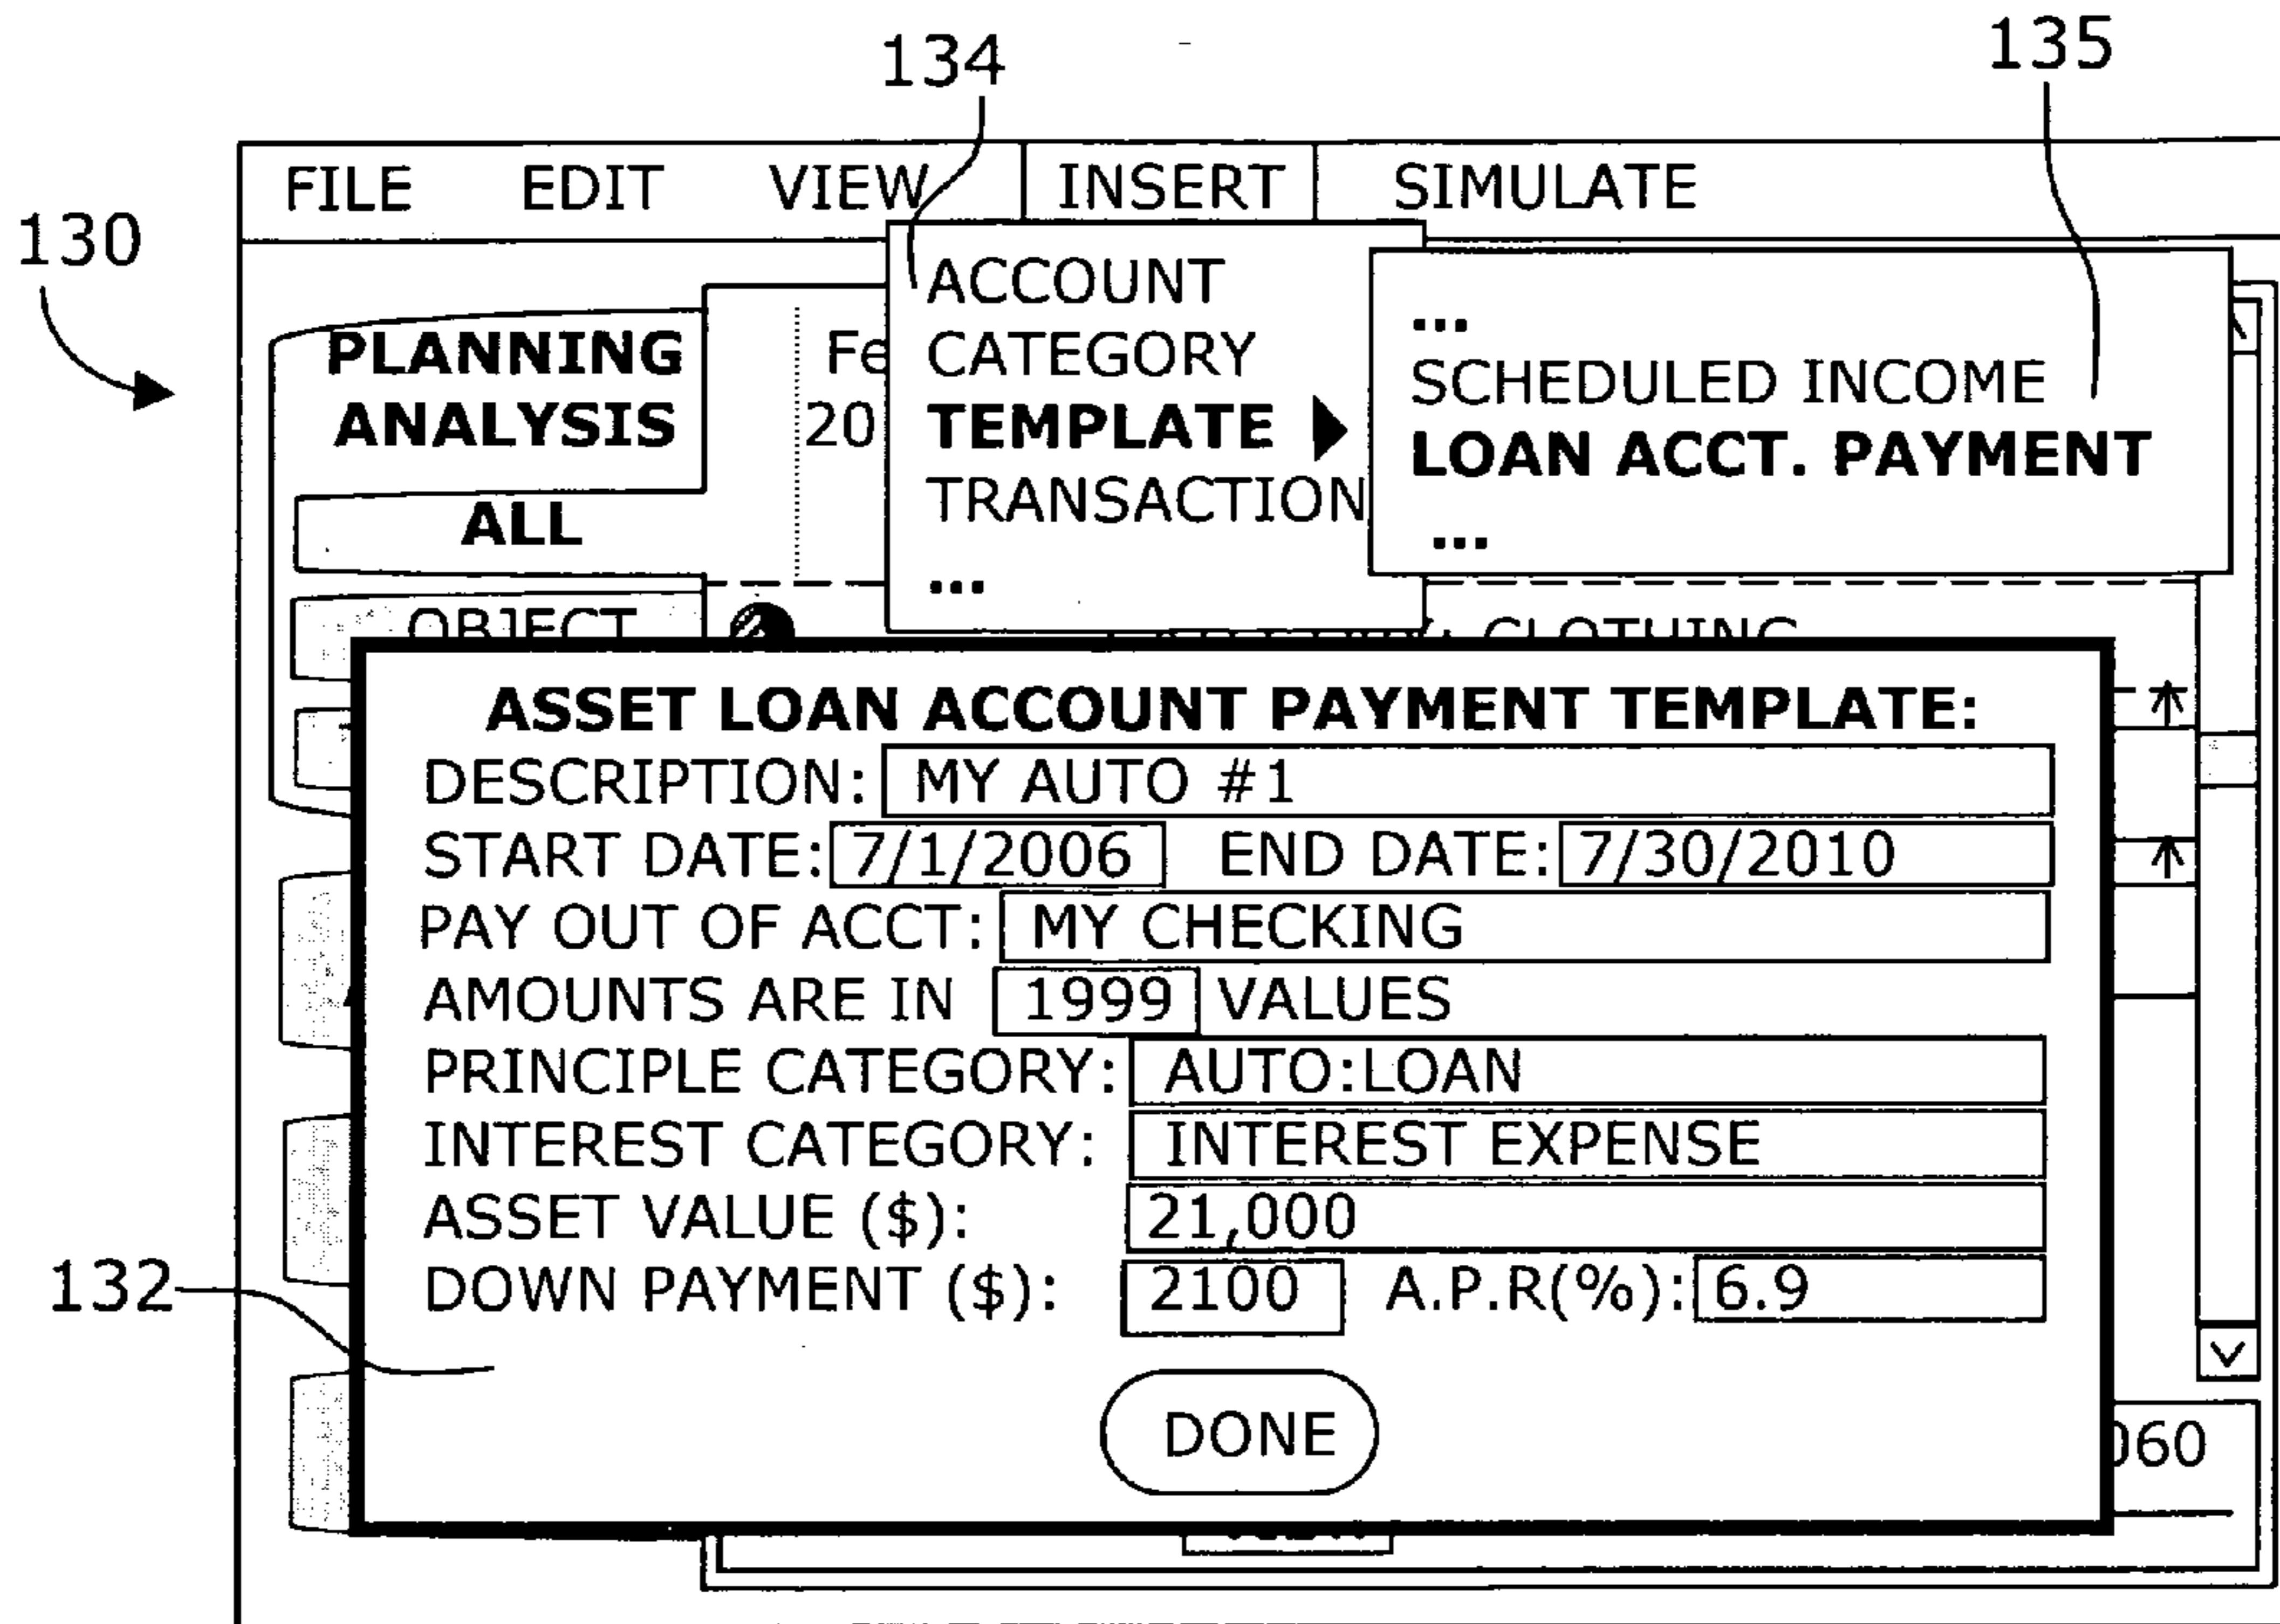 134
135
FILE EDIT VIEW INSERT SIMULATE
130
ACCOUNT
CATEGORY
TEMPLATE
TRANSACTION
...
...
SCHEDULED INCOME
LOAN ACCT. PAYMENT
...
PLANNING
ANALYSIS
Fe
20
ALL
OBJECT
CLOTHING
ASSET LOAN ACCOUNT PAYMENT TEMPLATE:
DESCRIPTION: MY AUTO #1
START DATE: 7/1/2006 END DATE: 7/30/2010
PAY OUT OF ACCT: MY CHECKING
AMOUNTS ARE IN 1999 VALUES
PRINCIPLE CATEGORY: AUTO:LOAN
INTEREST CATEGORY: INTEREST EXPENSE
ASSET VALUE ($): 21,000
DOWN PAYMENT ($): 2100 A.P.R(%): 6.9
132
DONE
060